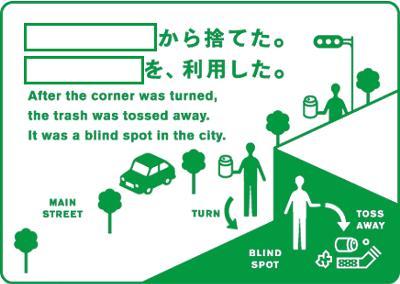 から捨てた。
を、利用した。
After the corner was turned,
the trash was tossed away.
It was a blind spot in the city.
MAIN
STREET
TURN
TOSS
AWAY
BLIND
SPOT